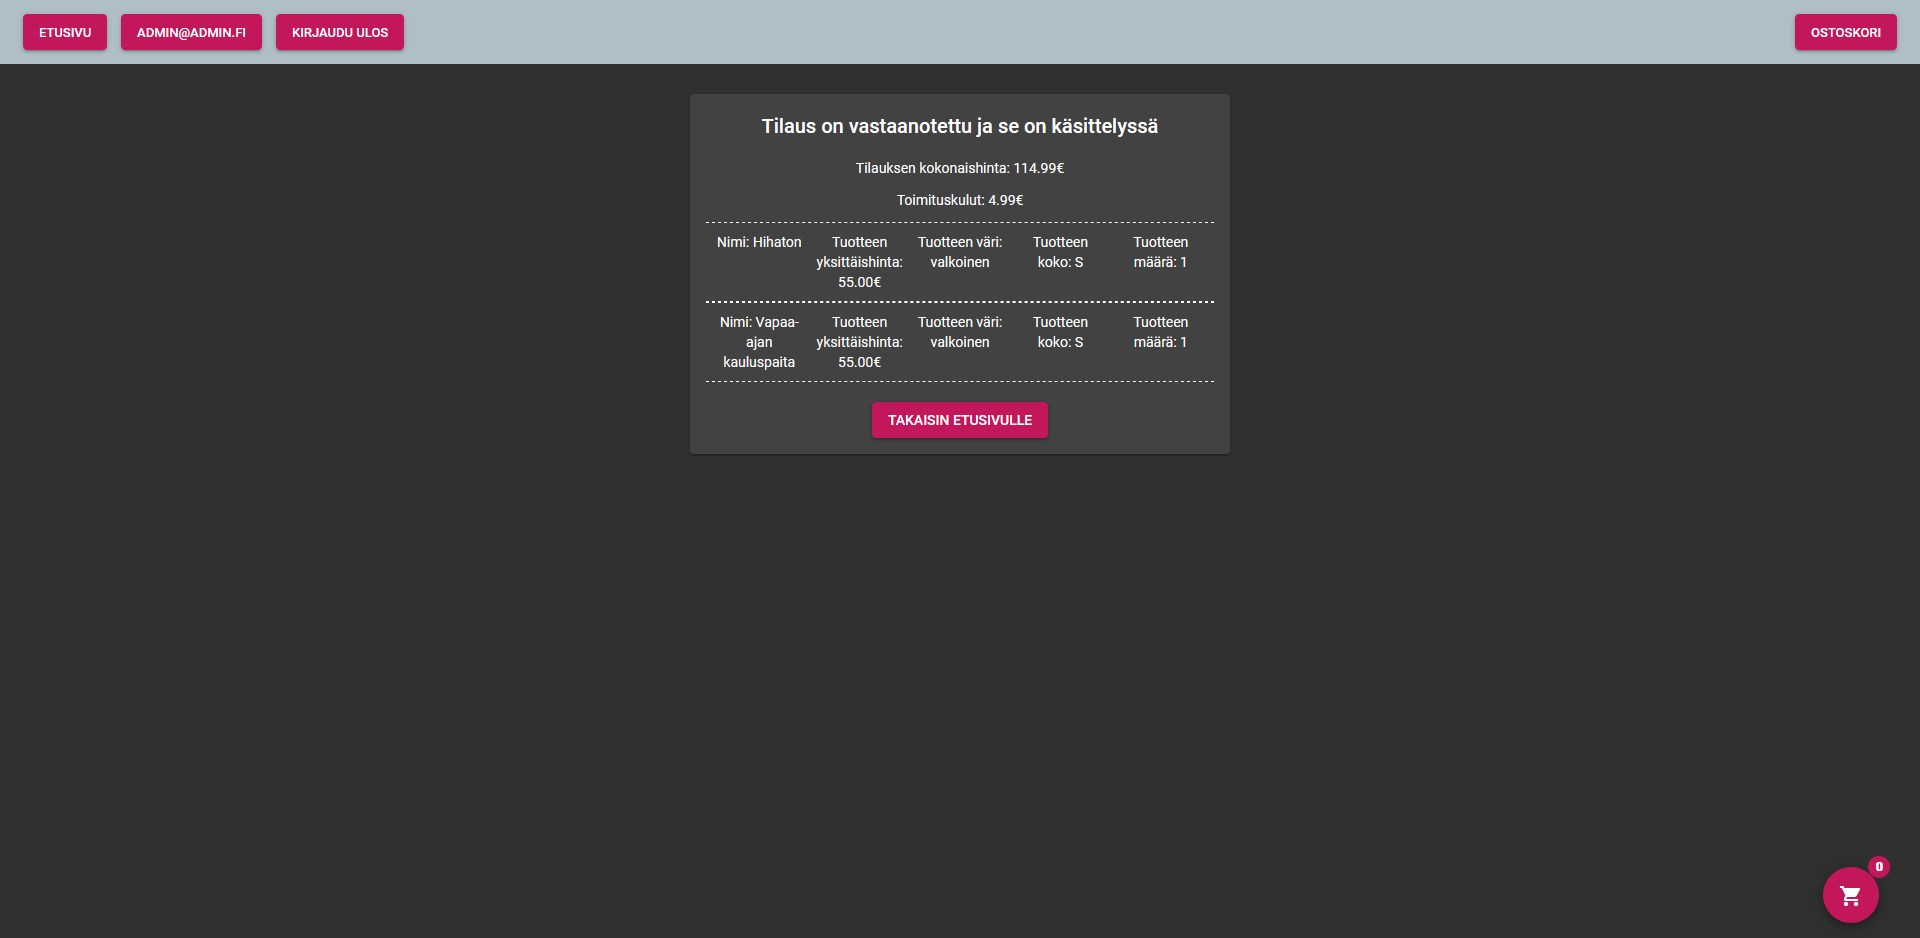 ETUSIVU
ADMIN@ADMIN.FI
KIRJAUDU ULOS
OSTOSKORI
Tilaus on vastaanotettu ja se on käsittelyssä
Tilauksen kokonaishinta: 114.99€
Toimituskulut: 4.99€
Nimi: Hihaton
Tuotteen
yksittäishinta:
55.00€
Tuotteen väri:
valkoinen
Tuotteen
koko: S
Tuotteen
määrä: 1
Nimi: Vapaa-
ajan
kauluspaita
Tuotteen
yksittäishinta:
55.00€
Tuotteen väri:
valkoinen
Tuotteen
koko: S
Tuotteen
määrä: 1
TAKAISIN ETUSIVULLE
0